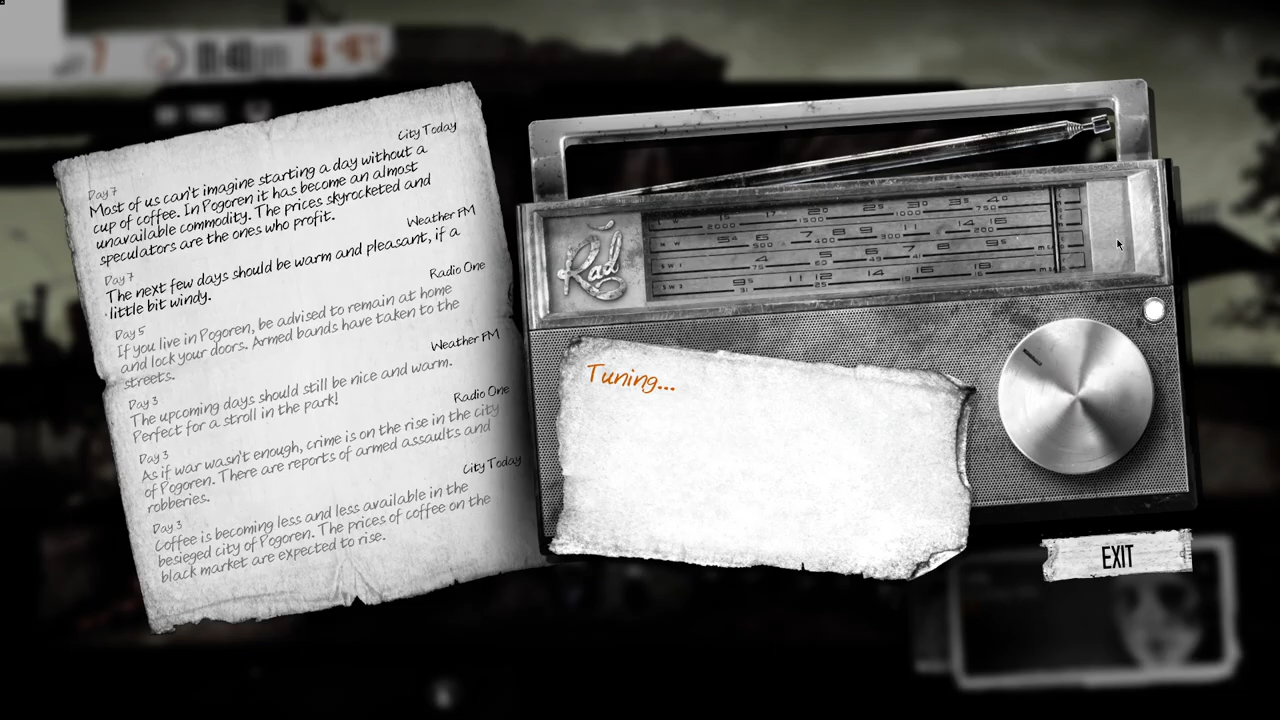 City Today
Day 7
Most of us can't imagine starting a day without a
cup of coffee. In Pogoren it has become an almost
unavailable commodity. The prices skyrocketed and
speculators are the ones who profit.
Weather FM
Day 7
The next few days should be warm and pleasant, if a
little bit windy.
Radio One
Day 5
If you live in Pogoren, be advised to remain at home
and lock your doors. Armed bands have taken to the
streets.
Weather FM
Day 3
The upcoming days should still be nice and warm.
Perfect for a stroll in the park!
Radio One
Day 3
As if war wasn't enough, crime is on the rise in the city
of Pogoren. There are reports of armed assaults and
robberies.
City Today
Day 3
Coffee is becoming less and less available in the
besieged city of Pogoren. The prices of coffee on the
black market are expected to rise.
Rad
Tuning...
EXIT